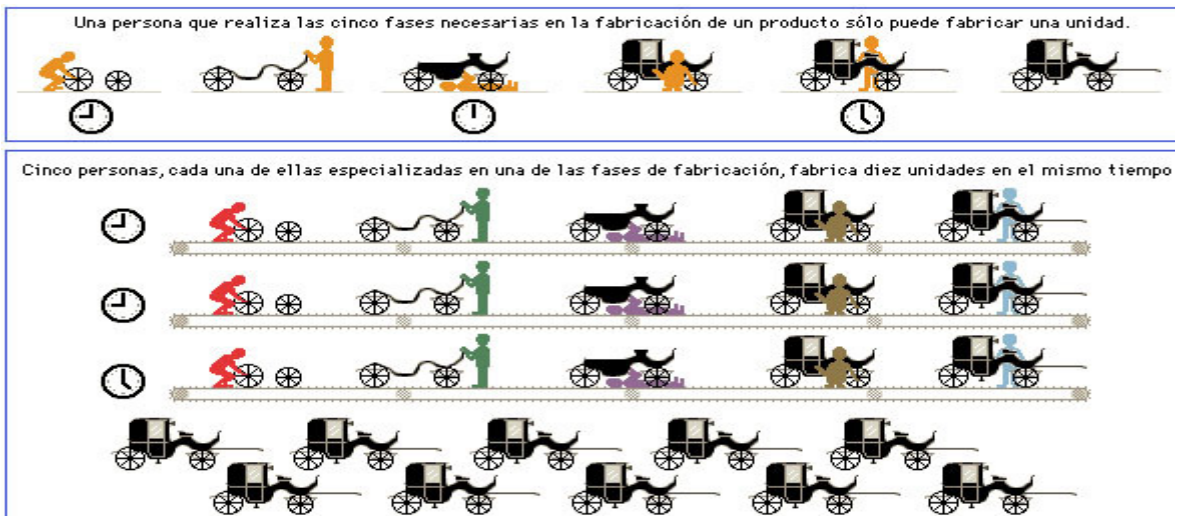 Una persona que realiza las cinco fases necesarias en la fabricación de un producto sólo puede fabricar una unidad.
Cinco personas, cada una de ellas especializadas en una de las fases de fabricación, fabrica diez unidades en el mismo tiempo